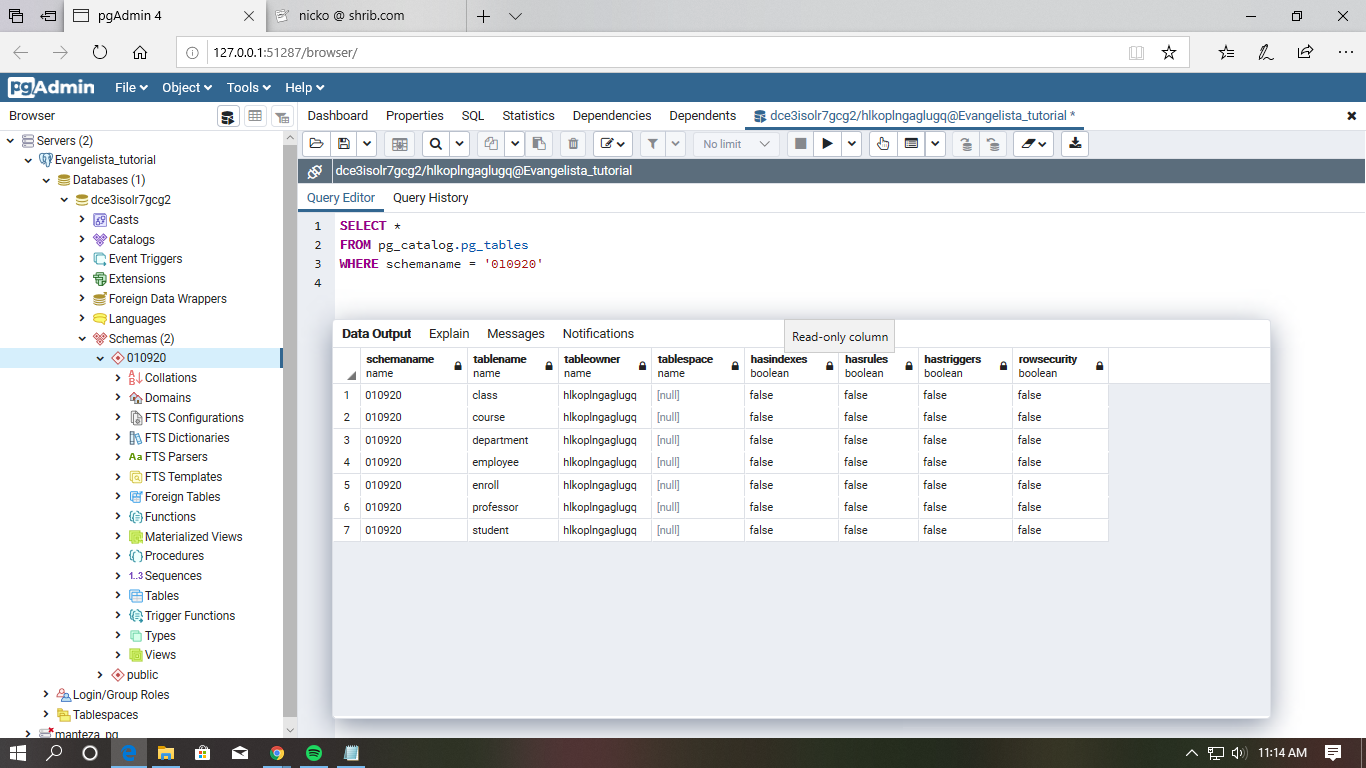 pgAdmin 4
nicko @ shrib.com
127.0.0.1:51287/browser/
pgAdmin File Object Tools Help
Browser
Dashboard Properties SQL Statistics Dependencies Dependents dce3isolr7gcg2/hlkoplngaglugq@Evangelista_tutorial *
Servers (2)
Evangelista_tutorial
Databases (1)
dce3isolr7gcg2
Casts
Catalogs
Event Triggers
Extensions
Foreign Data Wrappers
Languages
Schemas (2)
010920
Collations
Domains
FTS Configurations
FTS Dictionaries
Aa FTS Parsers
FTS Templates
Foreign Tables
Functions
Materialized Views
Procedures
1..3 Sequences
Tables
Trigger Functions
Types
Views
public
Login/Group Roles
Tablespaces
manteza_pg
No limit
dce3isolr7gcg2/hlkoplngaglugq@Evangelista_tutorial
Query Editor Query History
1 SELECT *
2 FROM pg_catalog.pg_tables
3 WHERE schemaname = '010920'
4
Data Output Explain Messages Notifications
Read-only column
schemaname tablename tableowner tablespace hasindexes hasrules hastriggers rowsecurity
name name name name boolean boolean boolean boolean
1 010920 class hlkoplngaglugq [null] false false false false
2 010920 course hlkoplngaglugq [null] false false false false
3 010920 department hlkoplngaglugq [null] false false false false
4 010920 employee hlkoplngaglugq [null] false false false false
5 010920 enroll hlkoplngaglugq [null] false false false false
6 010920 professor hlkoplngaglugq [null] false false false false
7 010920 student hlkoplngaglugq [null] false false false false
11:14 AM